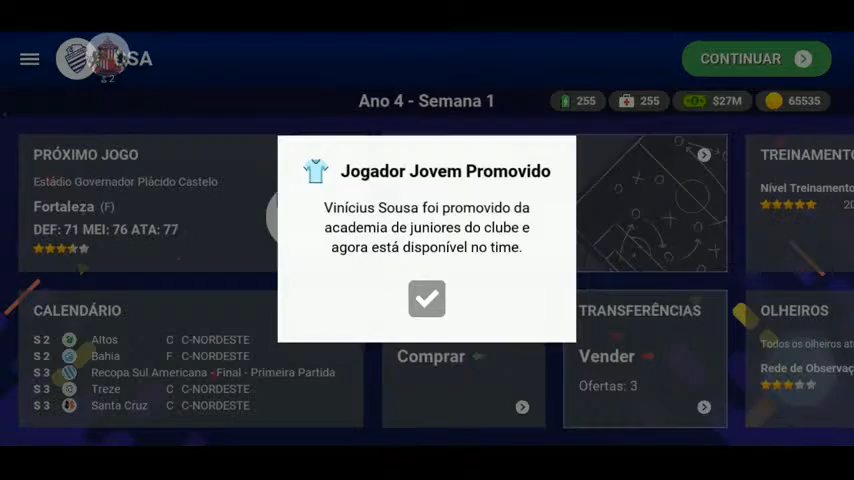 SA
CONTINUAR
2
Ano 4 - Semana 1
255
255
$27M
65535
PRÓXIMO JOGO
Estádio Governador Plácido Castelo
Fortaleza (F)
DEF: 71 MEI: 76 ATA: 77
Jogador Jovem Promovido
Vinícius Sousa foi promovido da
academia de juniores do clube e
agora está disponível no time.
TREINAMENTO
Nível Treinamento
20
CALENDÁRIO
S 2 Altos C C-NORDESTE
S 2 Bahia F C-NORDESTE
S 3 Recopa Sul Americana - Final - Primeira Partida
S 3 Treze C C-NORDESTE
S 3 Santa Cruz C C-NORDESTE
Comprar
TRANSFERÊNCIAS
Vender
Ofertas: 3
OLHEIROS
Todos os olheiros at
Rede de Observaç